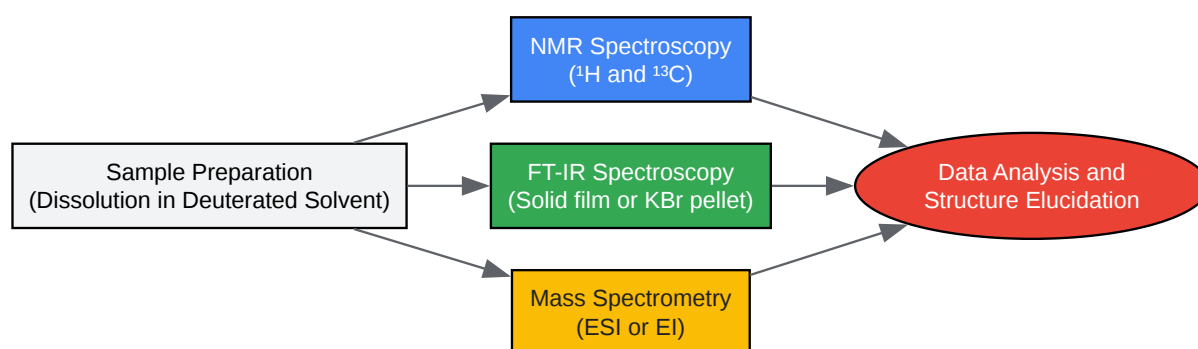 NMR Spectroscopy
(¹H and ¹³C)
Sample Preparation
(Dissolution in Deuterated Solvent)
FT-IR Spectroscopy
(Solid film or KBr pellet)
Data Analysis and
Structure Elucidation
Mass Spectrometry
(ESI or EI)